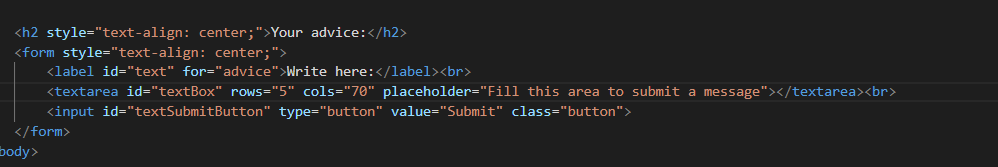 <h2 style="text-align: center;">Your advice:</h2>
<form style="text-align: center;">
<label id="text" for="advice">Write here:</label><br>
<textarea id="textBox" rows="5" cols="70" placeholder="Fill this area to submit a message"></textarea><br>
<input id="textSubmitButton" type="button" value="Submit" class="button">
</form>
body>